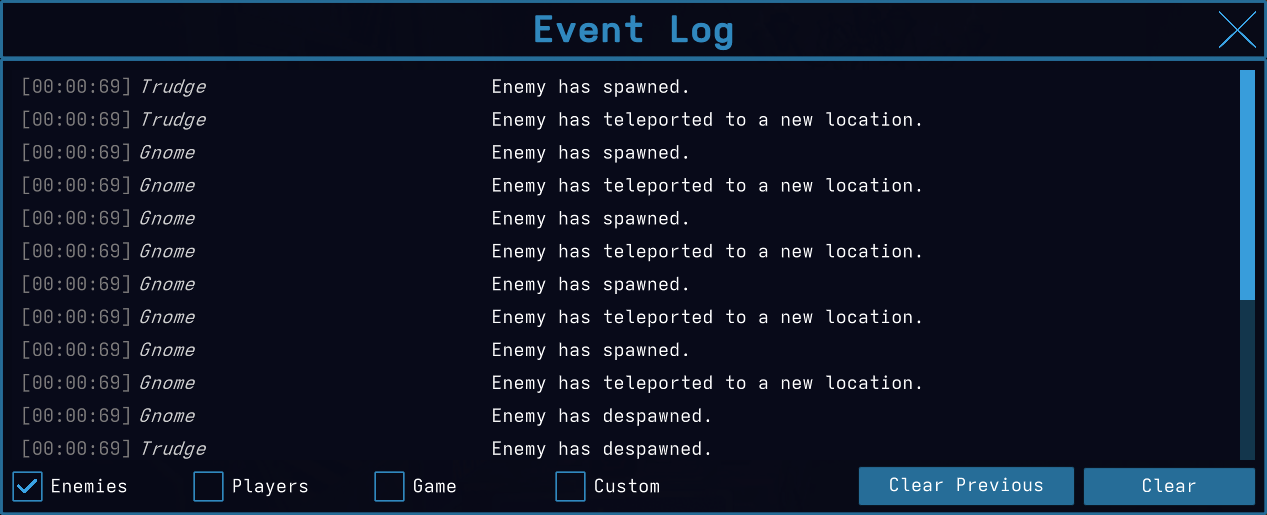 Event Log
[00:00:69] Trudge Enemy has spawned.
[00:00:69] Trudge Enemy has teleported to a new location.
[00:00:69] Gnome Enemy has spawned.
[00:00:69] Gnome Enemy has teleported to a new location.
[00:00:69] Gnome Enemy has spawned.
[00:00:69] Gnome Enemy has teleported to a new location.
[00:00:69] Gnome Enemy has spawned.
[00:00:69] Gnome Enemy has teleported to a new location.
[00:00:69] Gnome Enemy has spawned.
[00:00:69] Gnome Enemy has teleported to a new location.
[00:00:69] Gnome Enemy has despawned.
[00:00:69] Trudge Enemy has despawned.
Enemies Players Game Custom Clear Previous Clear